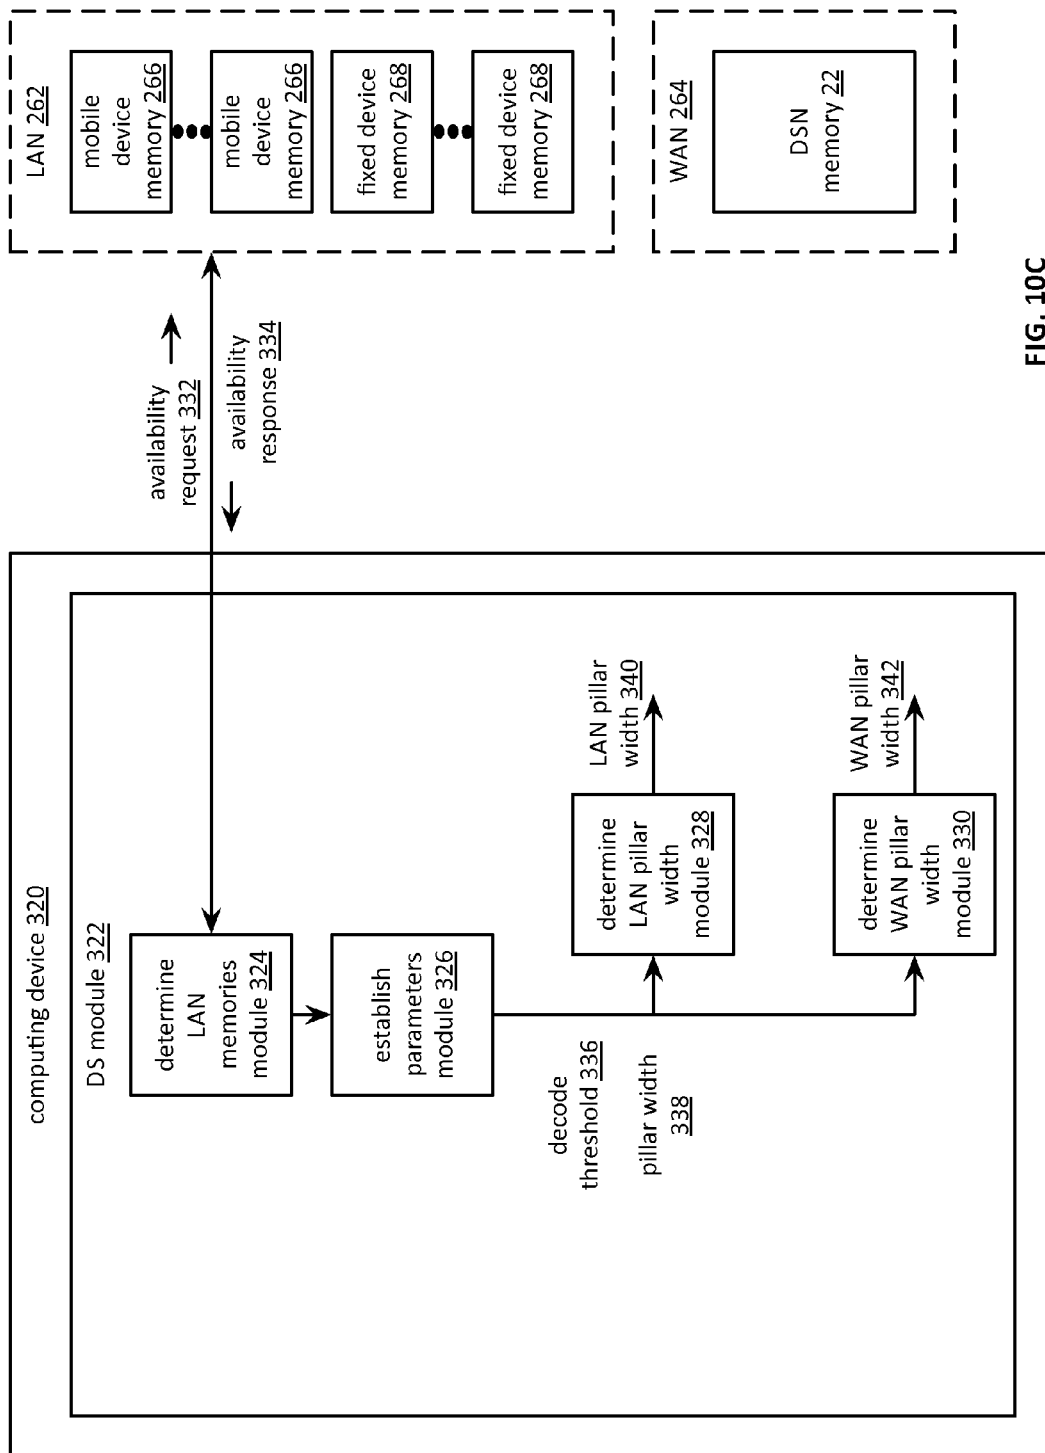 computing device 320
DS module 322
determine
LAN
memories
module 324
establish
parameters
module 326
decode
threshold 336
pillar width
338
determine
LAN pillar
width
module 328
LAN pillar
width 340
determine
WAN pillar
width
module 330
WAN pillar
width 342
availability
request 332
availability
response 334
LAN 262
mobile
device
memory 266
mobile
device
memory 266
fixed device
memory 268
fixed device
memory 268
WAN 264
DSN
memory 22
FIG. 10C